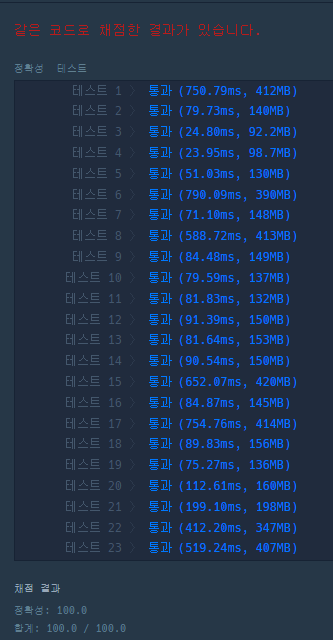 같은 코드로 채점한 결과가 있습니다.
정확성 테스트
테스트 1 〉 통과 (750.79ms, 412MB)
테스트 2 〉 통과 (79.73ms, 140MB)
테스트 3 〉 통과 (24.80ms, 92.2MB)
테스트 4 〉 통과 (23.95ms, 98.7MB)
테스트 5 〉 통과 (51.03ms, 130MB)
테스트 6 〉 통과 (790.09ms, 390MB)
테스트 7 〉 통과 (71.10ms, 148MB)
테스트 8 〉 통과 (588.72ms, 413MB)
테스트 9 〉 통과 (84.48ms, 149MB)
테스트 10 〉 통과 (79.59ms, 137MB)
테스트 11 〉 통과 (81.83ms, 132MB)
테스트 12 〉 통과 (91.39ms, 150MB)
테스트 13 〉 통과 (81.64ms, 153MB)
테스트 14 〉 통과 (90.54ms, 150MB)
테스트 15 〉 통과 (652.07ms, 420MB)
테스트 16 〉 통과 (84.87ms, 145MB)
테스트 17 〉 통과 (754.76ms, 414MB)
테스트 18 〉 통과 (89.83ms, 156MB)
테스트 19 〉 통과 (75.27ms, 136MB)
테스트 20 〉 통과 (112.61ms, 160MB)
테스트 21 〉 통과 (199.10ms, 198MB)
테스트 22 〉 통과 (412.20ms, 347MB)
테스트 23 〉 통과 (519.24ms, 407MB)
채점 결과
정확성: 100.0
합계: 100.0 / 100.0